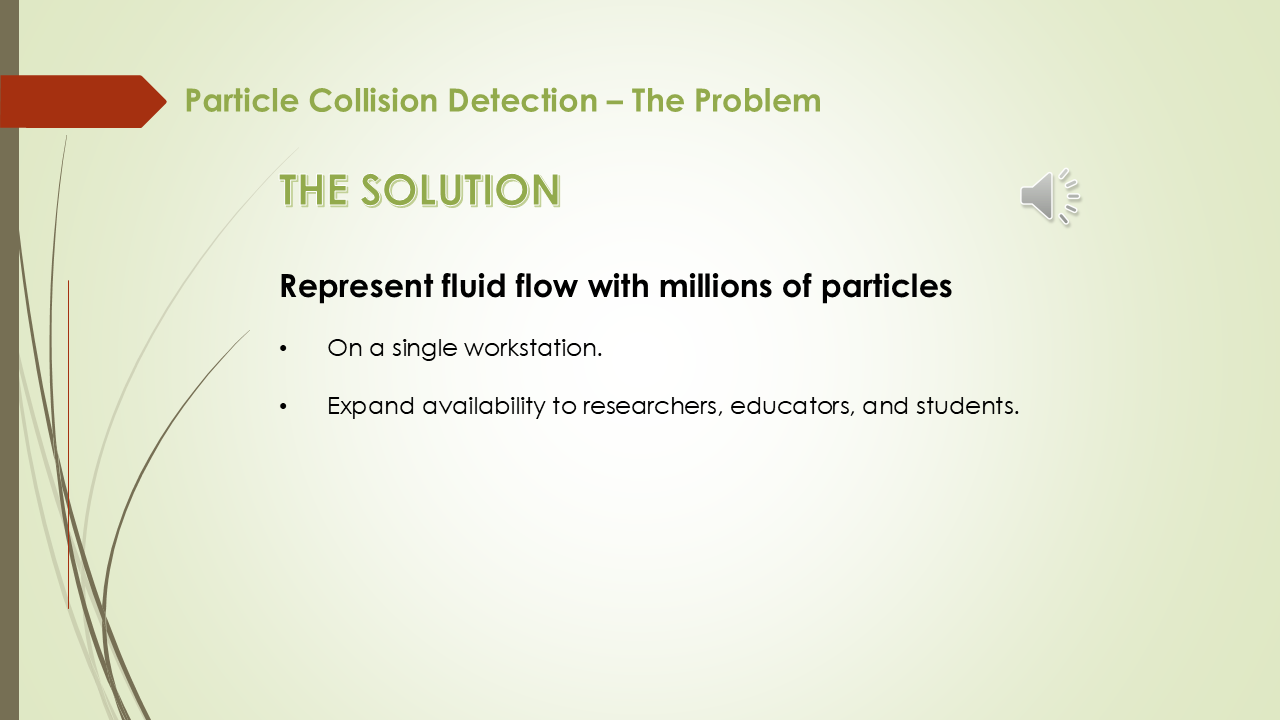 Particle Collision Detection – The Problem
THE SOLUTION
Represent fluid flow with millions of particles
• On a single workstation.
• Expand availability to researchers, educators, and students.